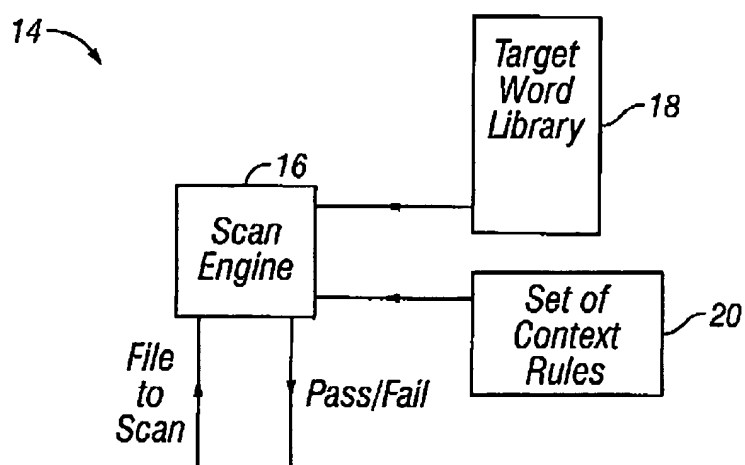 14
Target
Word
Library
18
16
Scan
Engine
Set of
Context
Rules
20
File
to
Scan
Pass/Fail